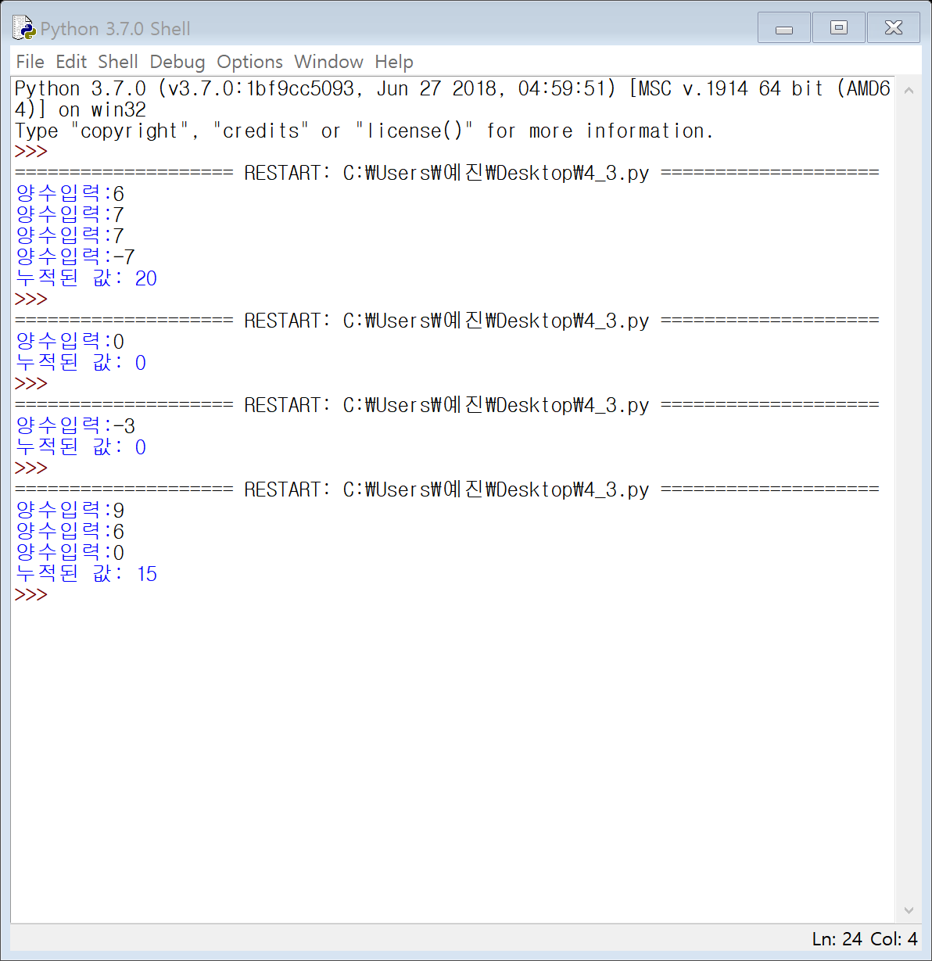 Python 3.7.0 Shell
File Edit Shell Debug Options Window Help
Python 3.7.0 (v3.7.0:1bf9cc5093, Jun 27 2018, 04:59:51) [MSC v.1914 64 bit (AMD6
4)] on win32
Type "copyright", "credits" or "license()" for more information.
>>>
==================== RESTART: C:₩Users₩예진₩Desktop₩4_3.py ====================
양수입력:6
양수입력:7
양수입력:7
양수입력:-7
누적된 값: 20
>>>
==================== RESTART: C:₩Users₩예진₩Desktop₩4_3.py ====================
양수입력:0
누적된 값: 0
>>>
==================== RESTART: C:₩Users₩예진₩Desktop₩4_3.py ====================
양수입력:-3
누적된 값: 0
>>>
==================== RESTART: C:₩Users₩예진₩Desktop₩4_3.py ====================
양수입력:9
양수입력:6
양수입력:0
누적된 값: 15
>>>
Ln: 24 Col: 4